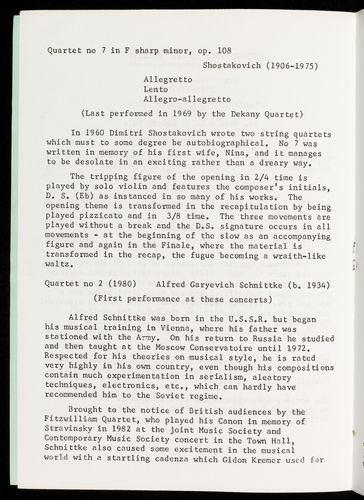 Quartet no 7 in F sharp minor, op. 108
Shostakovich (1906-1975)
Allegretto
Lento
Allegro-allegretto
(Last performed in 1969 by the Dekany Quartet)
In 1960 Dimitri Shostakovich wrote two string quartets
which must to some degree be autobiographical. No 7 was
written in memory of his first wife, Nina, and it manages
to be desolate in an exciting rather than a dreary way.
The tripping figure of the opening in 2/4 time is
played by solo violin and features the composer's initials,
D. S. (Eb) as instanced in so many of his works. The
opening theme is transformed in the recapitulation by being
played pizzicato and in 3/8 time. The three movements are
played without a break and the D.S. signature occurs in all
movements - at the beginning of the slow as an accompanying
figure and again in the Finale, where the material is
transformed in the recap, the fugue becoming a wraith-like
waltz.
Quartet no 2 (1980) Alfred Garyevich Schnittke (b. 1934)
(First performance at these concerts)
Alfred Schnittke was born in the U.S.S.R. but began
his musical training in Vienna, where his father was
stationed with the Army. On his return to Russia he studied
and then taught at the Moscow Conservatoire until 1972.
Respected for his theories on musical style, he is rated
very highly in his own country, even though his compositions
contain much experimentation in serialism, aleatory
techniques, electronics, etc., which can hardly have
recommended him to the Soviet regime.
Brought to the notice of British audiences by the
Fitzwilliam Quartet, who played his Canon in memory of
Stravinsky in 1982 at the joint Music Society and
Contemporary Music Society concert in the Town Hall,
Schnittke also caused some excitement in the musical
world with a startling cadenza which Gidon Kremer used for